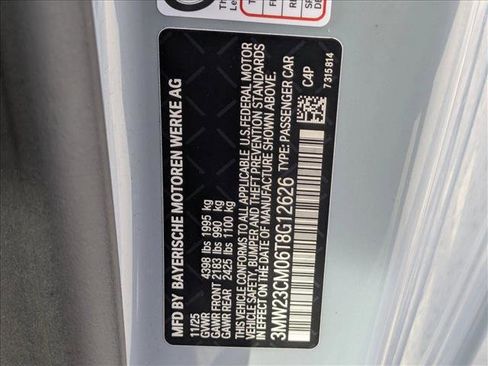 MFD BY BAYERISCHE MOTOREN WERKE AG
11/25
GVWR 4398 lbs 1995 kg
GAWR FRONT 2183 lbs 990 kg
GAWR REAR 2425 lbs 1100 kg
THIS VEHICLE CONFORMS TO ALL APPLICABLE U.S.FEDERAL MOTOR
VEHICLE SAFETY, BUMPER AND THEFT PREVENTION STANDARDS
IN EFFECT ON THE DATE OF MANUFACTURE SHOWN ABOVE.
3MW23CM06T8G12626 TYPE: PASSENGER CAR
C4P
7315814